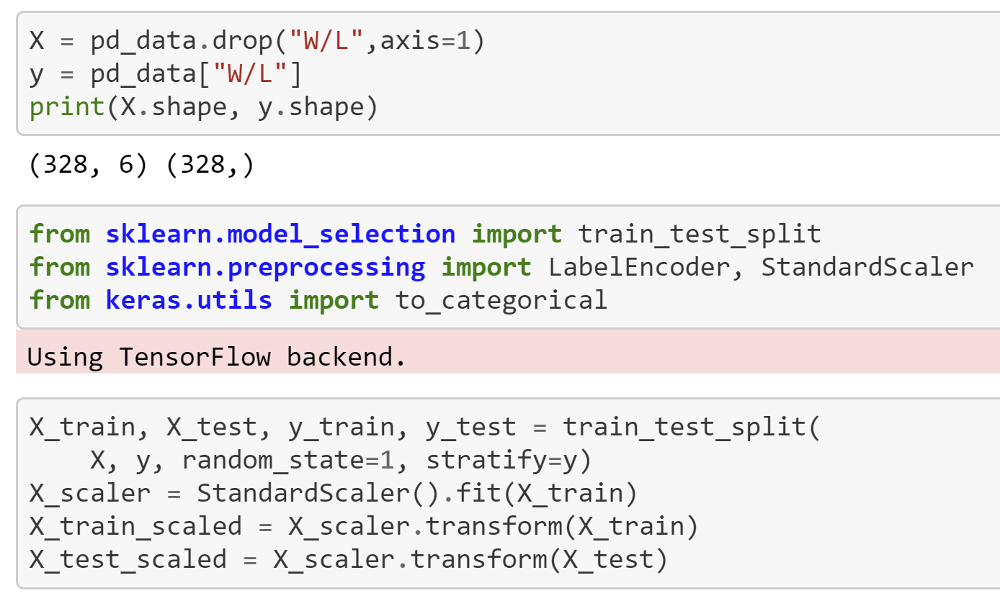 X = pd_data.drop("W/L",axis=1)
y = pd_data["W/L"]
print(X.shape, y.shape)
(328, 6) (328,)
from sklearn.model_selection import train_test_split
from sklearn.preprocessing import LabelEncoder, StandardScaler
from keras.utils import to_categorical
Using TensorFlow backend.
X_train, X_test, y_train, y_test = train_test_split(
    X, y, random_state=1, stratify=y)
X_scaler = StandardScaler().fit(X_train)
X_train_scaled = X_scaler.transform(X_train)
X_test_scaled = X_scaler.transform(X_test)